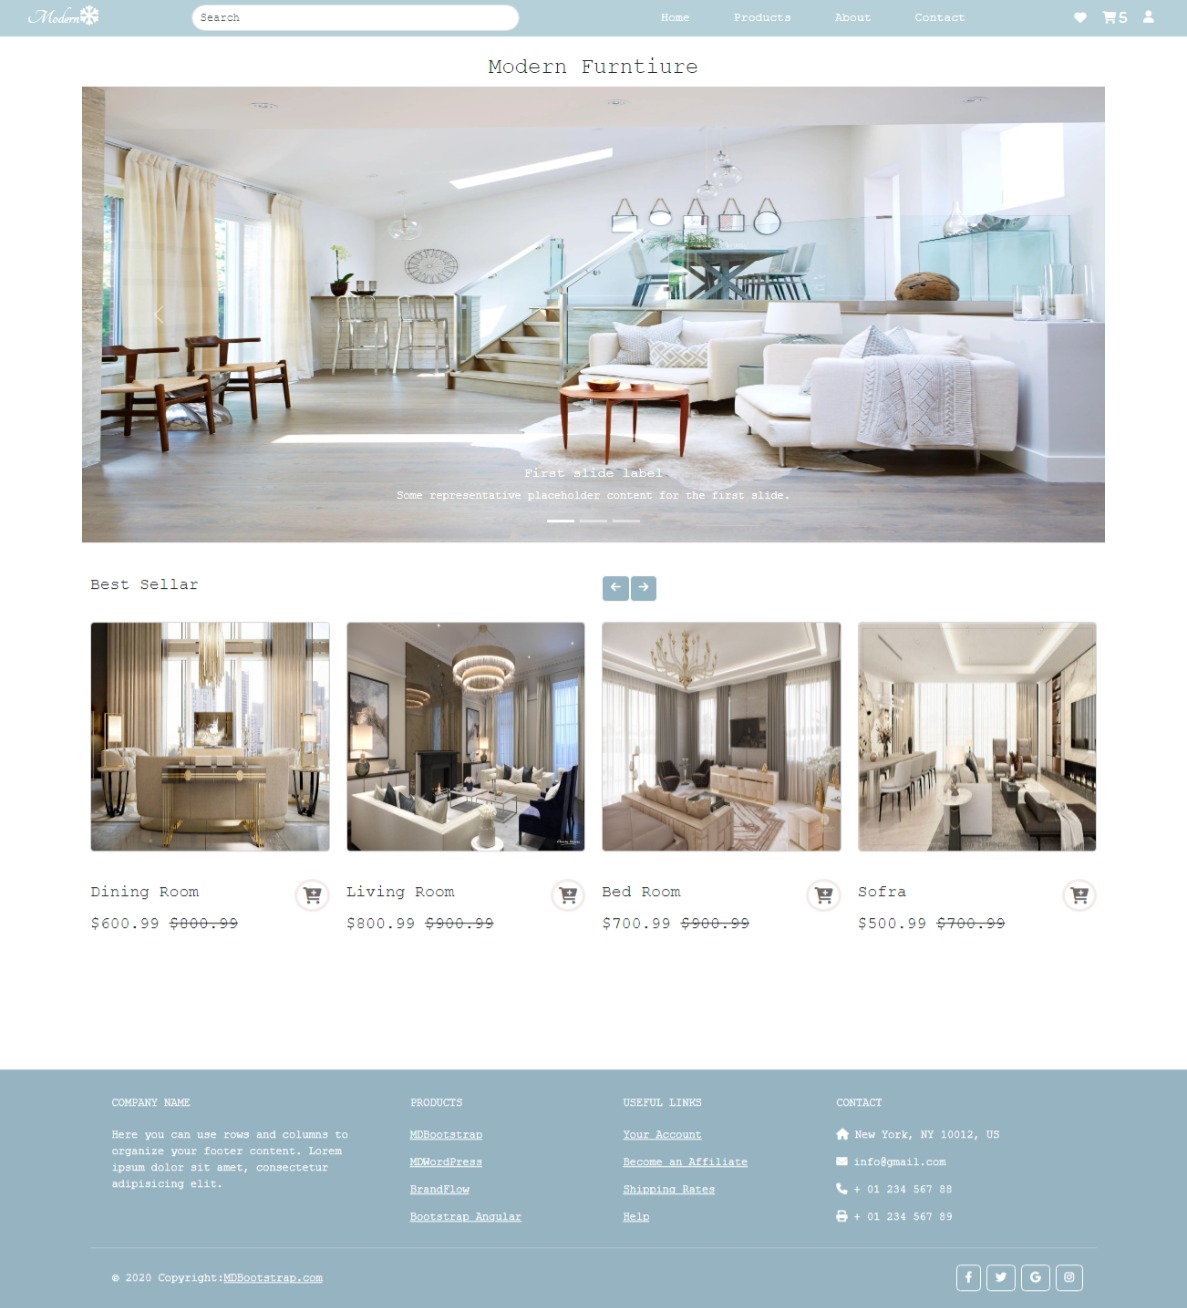 Modern
Search
Home Products About Contact
5
Modern Furntiure
First slide label
Some representative placeholder content for the first slide.
Best Sellar
Dining Room
$600.99 $800.99
Living Room
$800.99 $900.99
Bed Room
$700.99 $900.99
Sofra
$500.99 $700.99
COMPANY NAME
Here you can use rows and columns to
organize your footer content. Lorem
ipsum dolor sit amet, consectetur
adipisicing elit.
PRODUCTS
MDBootstrap
MDWordPress
BrandFlow
Bootstrap Angular
USEFUL LINKS
Your Account
Become an Affiliate
Shipping Rates
Help
CONTACT
New York, NY 10012, US
info@gmail.com
+ 01 234 567 88
+ 01 234 567 89
© 2020 Copyright:MDBootstrap.com